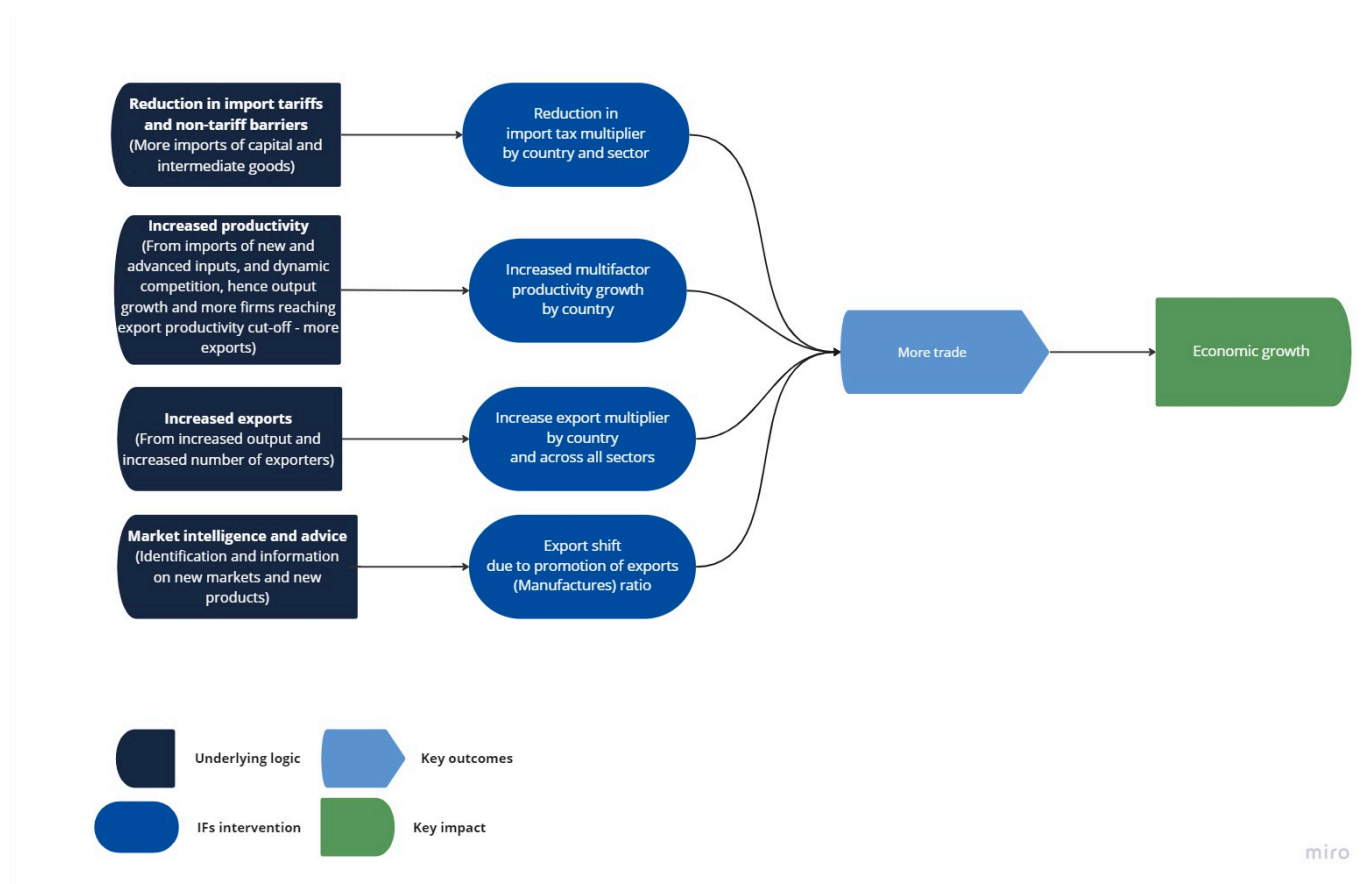 Reduction in import tariffs
and non-tariff barriers
(More imports of capital and
intermediate goods)
Reduction in
import tax multiplier
by country and sector
Increased productivity
(From imports of new and
advanced inputs, and dynamic
competition, hence output
growth and more firms reaching
export productivity cut-off - more
exports)
Increased multifactor
productivity growth
by country
Increased exports
(From increased output and
increased number of exporters)
Increase export multiplier
by country
and across all sectors
Market intelligence and advice
(Identification and information
on new markets and new
products)
Export shift
due to promotion of exports
(Manufactures) ratio
More trade
Economic growth
Underlying logic
Key outcomes
IFs intervention
Key impact
miro